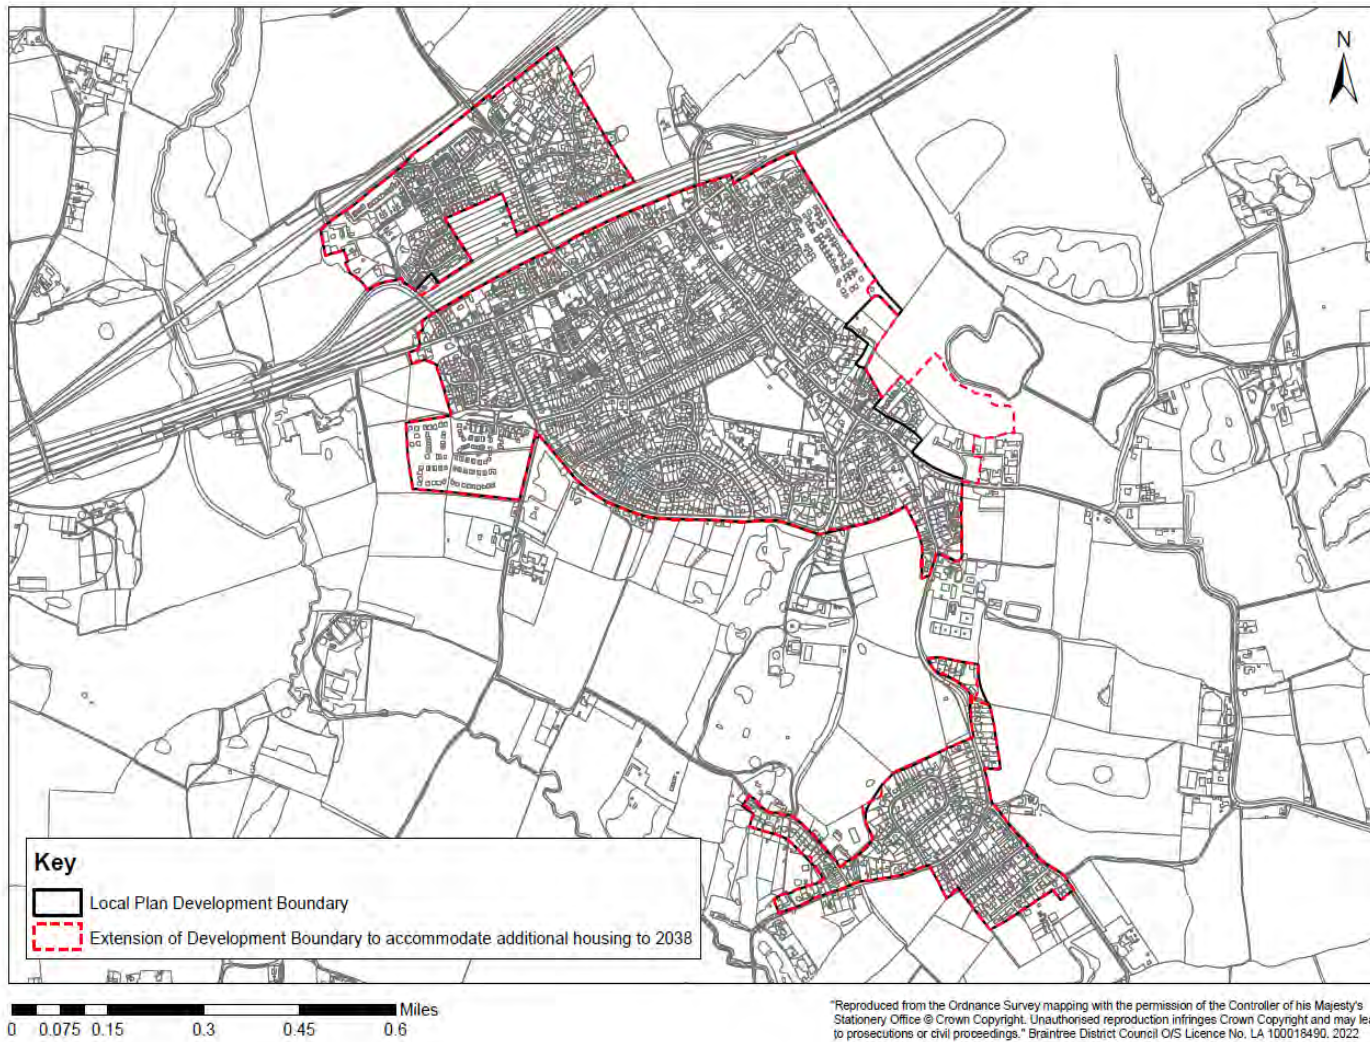 N
Key
Local Plan Development Boundary
Extension of Development Boundary to accommodate additional housing to 2038
Miles
0 0.075 0.15 0.3 0.45 0.6
"Reproduced from the Ordnance Survey mapping with the permission of the Controller of his Majesty's
Stationery Office © Crown Copyright. Unauthorised reproduction infringes Crown Copyright and may lea
to prosecutions or civil proceedings." Braintree District Council O/S Licence No. LA 100018490. 2022